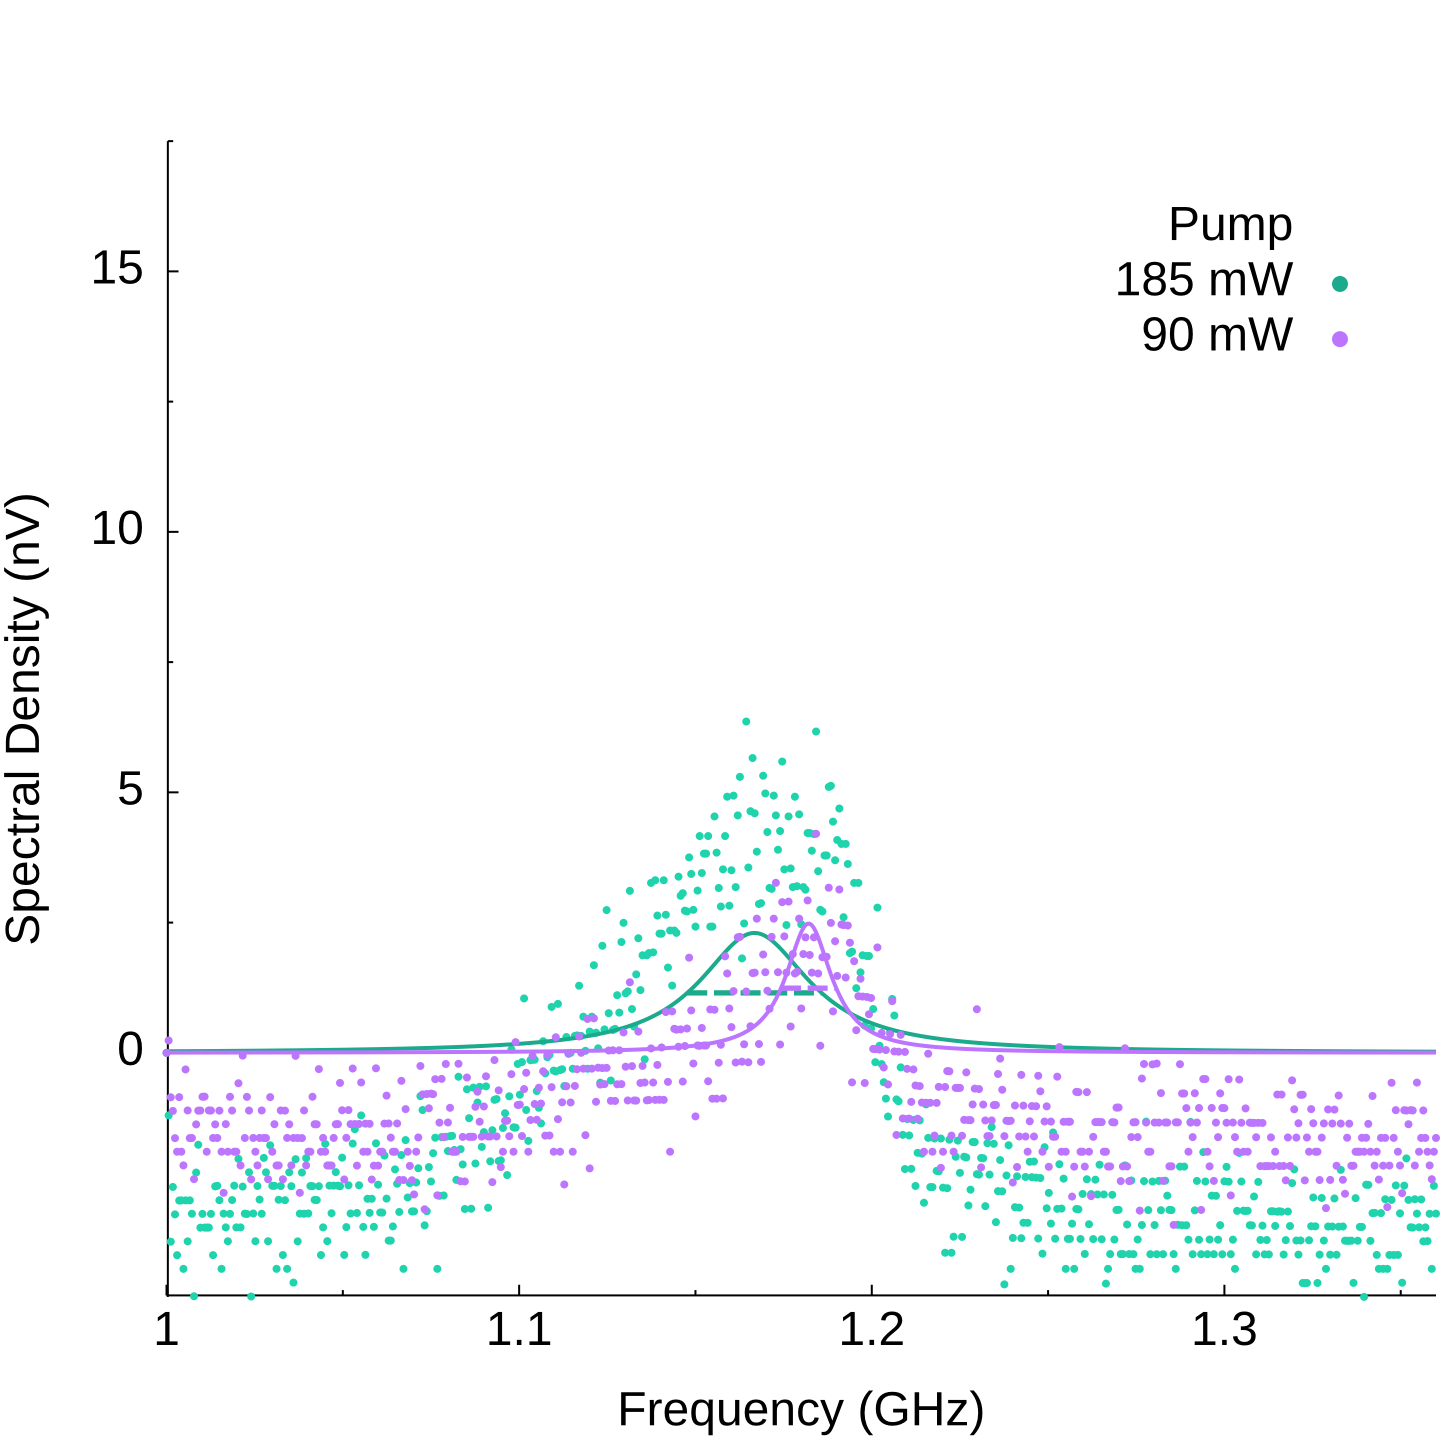 Pump
185 mW
90 mW
15
10
5
0
Spectral Density (nV)
1 1.1 1.2 1.3
Frequency (GHz)